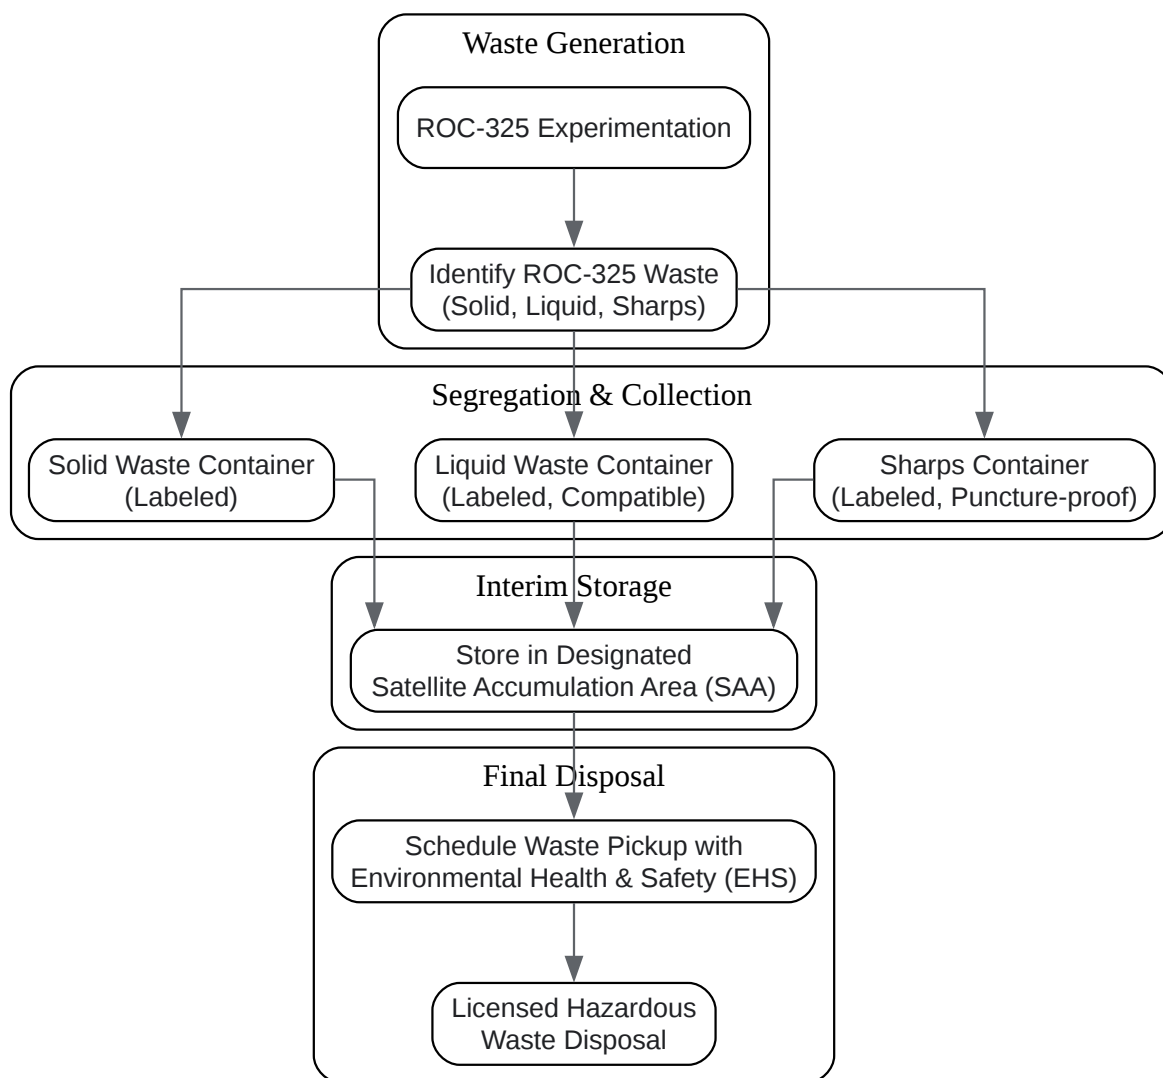 Waste Generation
ROC-325 Experimentation
Identify ROC-325 Waste
(Solid, Liquid, Sharps)
Segregation & Collection
Solid Waste Container
(Labeled)
Liquid Waste Container
(Labeled, Compatible)
Sharps Container
(Labeled, Puncture-proof)
Interim Storage
Store in Designated
Satellite Accumulation Area (SAA)
Final Disposal
Schedule Waste Pickup with
Environmental Health & Safety (EHS)
Licensed Hazardous
Waste Disposal